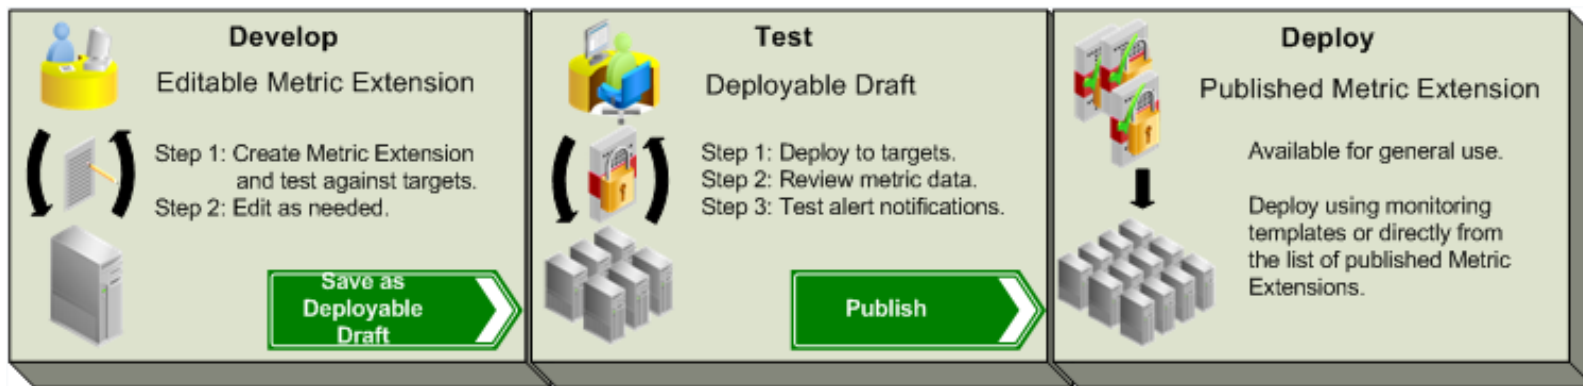 Develop
Editable Metric Extension
Step 1: Create Metric Extension
and test against targets.
Step 2: Edit as needed.
Save as
Deployable
Draft
Test
Deployable Draft
Step 1: Deploy to targets.
Step 2: Review metric data.
Step 3: Test alert notifications.
Publish
Deploy
Published Metric Extension
Available for general use.
Deploy using monitoring
templates or directly from
the list of published Metric
Extensions.